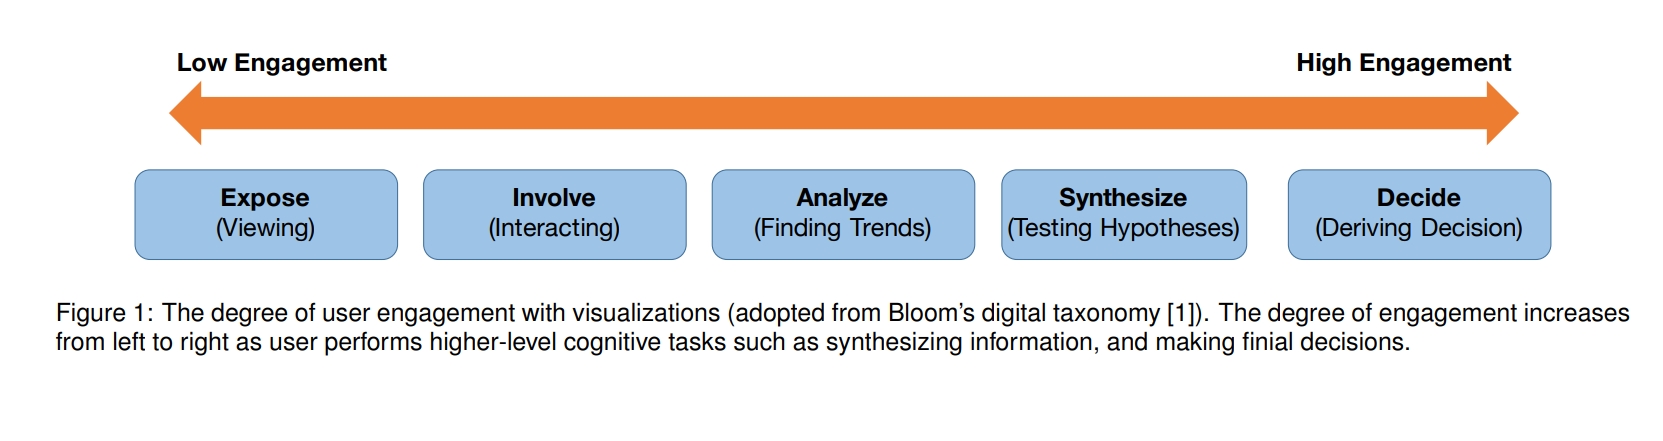 Low Engagement
High Engagement
Expose
(Viewing)
Involve
(Interacting)
Analyze
(Finding Trends)
Synthesize
(Testing Hypotheses)
Decide
(Deriving Decision)
Figure 1: The degree of user engagement with visualizations (adopted from Bloom’s digital taxonomy [1]). The degree of engagement increases
from left to right as user performs higher-level cognitive tasks such as synthesizing information, and making finial decisions.